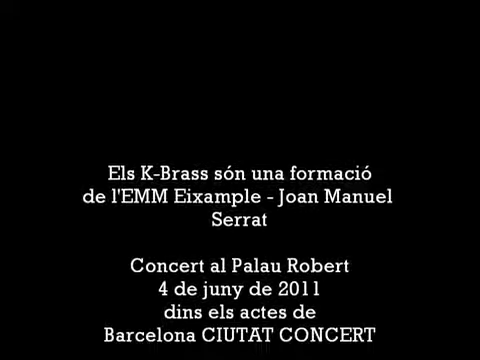 Els K-Brass són una formació
de l'EMM Eixample - Joan Manuel
Serrat
Concert al Palau Robert
4 de juny de 2011
dins els actes de
Barcelona CIUTAT CONCERT